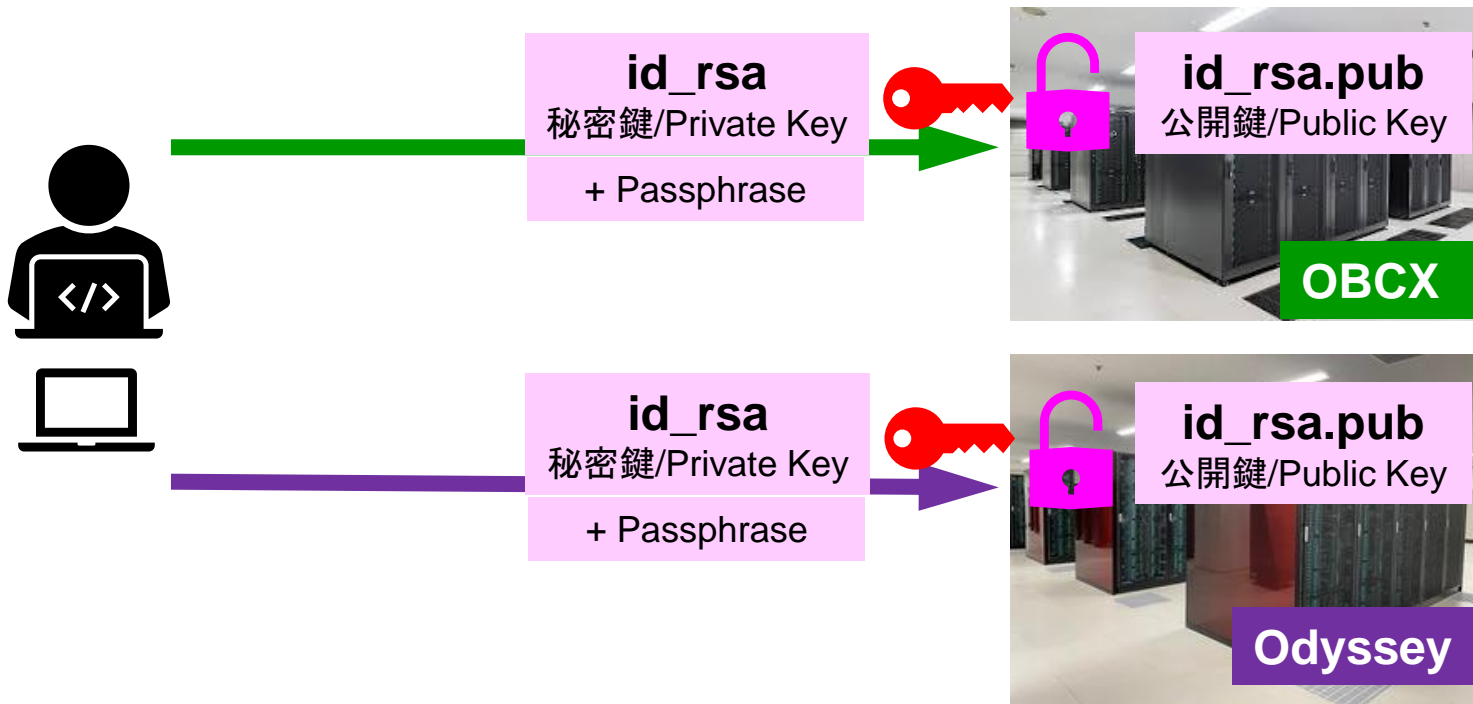 id_rsa
秘密鍵/Private Key
+ Passphrase
id_rsa.pub
公開鍵/Public Key
OBCX
</>
id_rsa
秘密鍵/Private Key
+ Passphrase
id_rsa.pub
公開鍵/Public Key
Odyssey